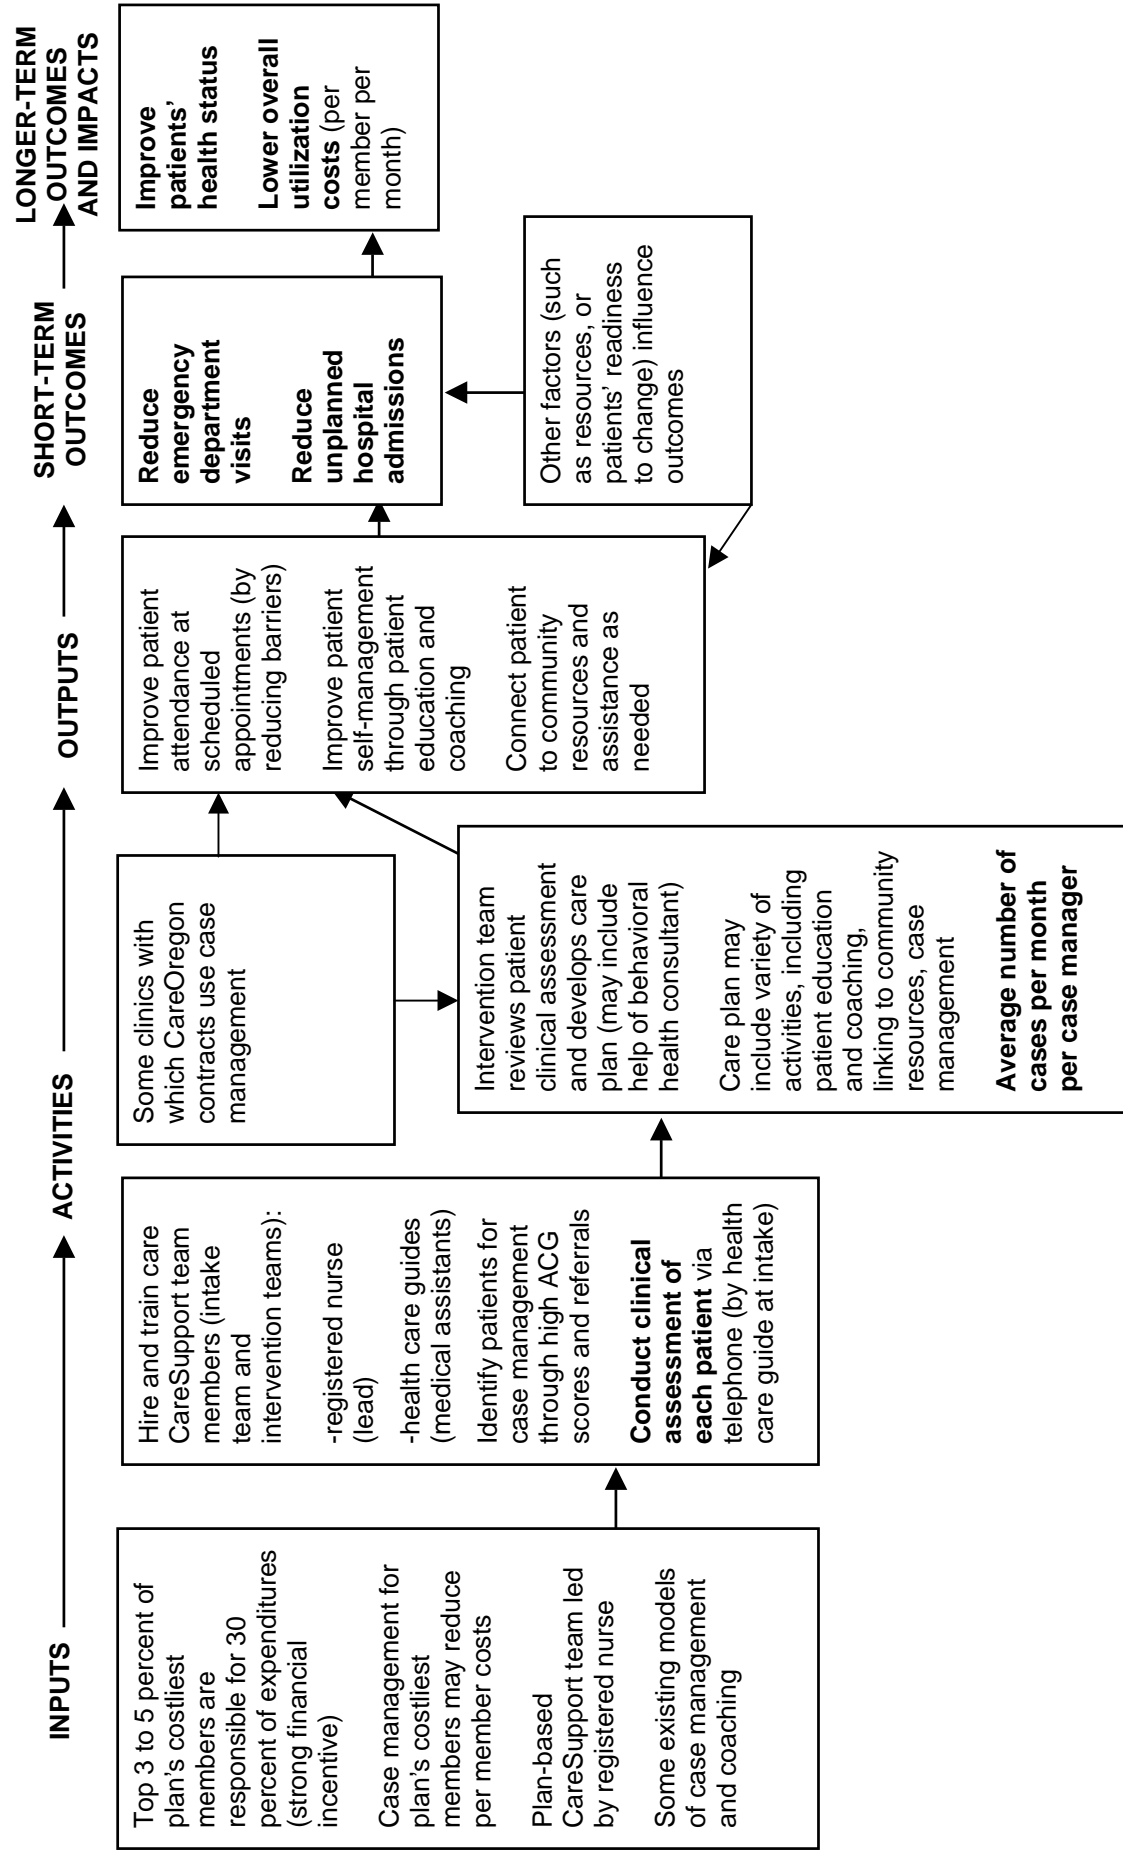 INPUTS
ACTIVITIES
OUTPUTS
SHORT-TERM
OUTCOMES
LONGER-TERM
OUTCOMES
AND IMPACTS
Top 3 to 5 percent of
plan's costliest
members are
responsible for 30
percent of expenditures
(strong financial
incentive)
Case management for
plan's costliest
members may reduce
per member costs
Plan-based
CareSupport team led
by registered nurse
Some existing models
of case management
and coaching
Hire and train care
CareSupport team
members (intake
team and
intervention teams):
-registered nurse
(lead)
-health care guides
(medical assistants)
Identify patients for
case management
through high ACG
scores and referrals
Conduct clinical
assessment of
each patient via
telephone (by health
care guide at intake)
Some clinics with
which CareOregon
contracts use case
management
Intervention team
reviews patient
clinical assessment
and develops care
plan (may include
help of behavioral
health consultant)
Care plan may
include variety of
activities, including
patient education
and coaching,
linking to community
resources, case
management
Average number of
cases per month
per case manager
Improve patient
attendance at
scheduled
appointments (by
reducing barriers)
Improve patient
self-management
through patient
education and
coaching
Connect patient
to community
resources and
assistance as
needed
Reduce
emergency
department
visits
Reduce
unplanned
hospital
admissions
Other factors (such
as resources, or
patients' readiness
to change) influence
outcomes
Improve
patients'
health status
Lower overall
utilization
costs (per
member per
month)